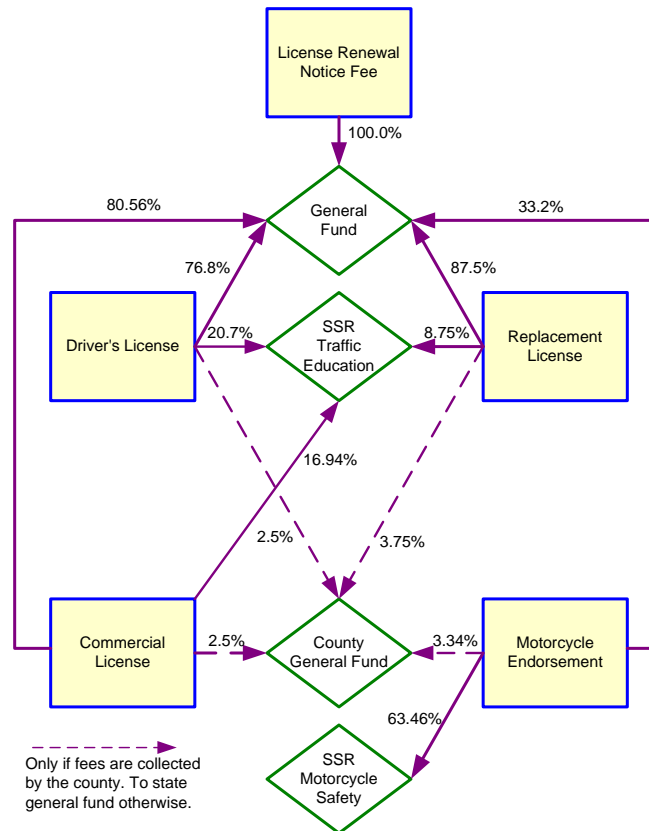 License Renewal
Notice Fee
100.0%
80.56%
General
Fund
33.2%
76.8%
87.5%
Driver's License
20.7%
SSR
Traffic
Education
8.75%
Replacement
License
16.94%
2.5%
3.75%
Commercial
License
2.5%
County
General Fund
3.34%
Motorcycle
Endorsement
63.46%
Only if fees are collected
by the county. To state
general fund otherwise.
SSR
Motorcycle
Safety